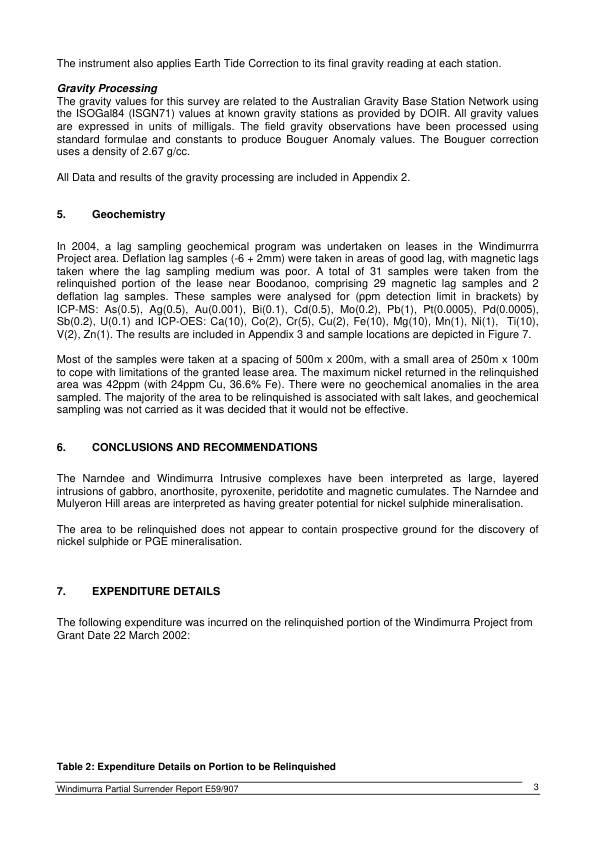 The instrument also applies Earth Tide Correction to its final gravity reading at each station.
Gravity Processing
The gravity values for this survey are related to the Australian Gravity Base Station Network using
the ISOGal84 (ISGN71) values at known gravity stations as provided by DOIR. All gravity values
are expressed in units of milligals. The field gravity observations have been processed using
standard formulae and constants to produce Bouguer Anomaly values. The Bouguer correction
uses a density of 2.67 g/cc.
All Data and results of the gravity processing are included in Appendix 2.
5. Geochemistry
In 2004, a lag sampling geochemical program was undertaken on leases in the Windimurrra
Project area. Deflation lag samples (-6 + 2mm) were taken in areas of good lag, with magnetic lags
taken where the lag sampling medium was poor. A total of 31 samples were taken from the
relinquished portion of the lease near Boodanoo, comprising 29 magnetic lag samples and 2
deflation lag samples. These samples were analysed for (ppm detection limit in brackets) by
ICP-MS: As(0.5), Ag(0.5), Au(0.001), Bi(0.1), Cd(0.5), Mo(0.2), Pb(1), Pt(0.0005), Pd(0.0005),
Sb(0.2), U(0.1) and ICP-OES: Ca(10), Co(2), Cr(5), Cu(2), Fe(10), Mg(10), Mn(1), Ni(1), Ti(10),
V(2), Zn(1). The results are included in Appendix 3 and sample locations are depicted in Figure 7.
Most of the samples were taken at a spacing of 500m x 200m, with a small area of 250m x 100m
to cope with limitations of the granted lease area. The maximum nickel returned in the relinquished
area was 42ppm (with 24ppm Cu, 36.6% Fe). There were no geochemical anomalies in the area
sampled. The majority of the area to be relinquished is associated with salt lakes, and geochemical
sampling was not carried as it was decided that it would not be effective.
6. CONCLUSIONS AND RECOMMENDATIONS
The Narndee and Windimurra Intrusive complexes have been interpreted as large, layered
intrusions of gabbro, anorthosite, pyroxenite, peridotite and magnetic cumulates. The Narndee and
Mulyeron Hill areas are interpreted as having greater potential for nickel sulphide mineralisation.
The area to be relinquished does not appear to contain prospective ground for the discovery of
nickel sulphide or PGE mineralisation.
7. EXPENDITURE DETAILS
The following expenditure was incurred on the relinquished portion of the Windimurra Project from
Grant Date 22 March 2002:
Table 2: Expenditure Details on Portion to be Relinquished
Windimurra Partial Surrender Report E59/907 3